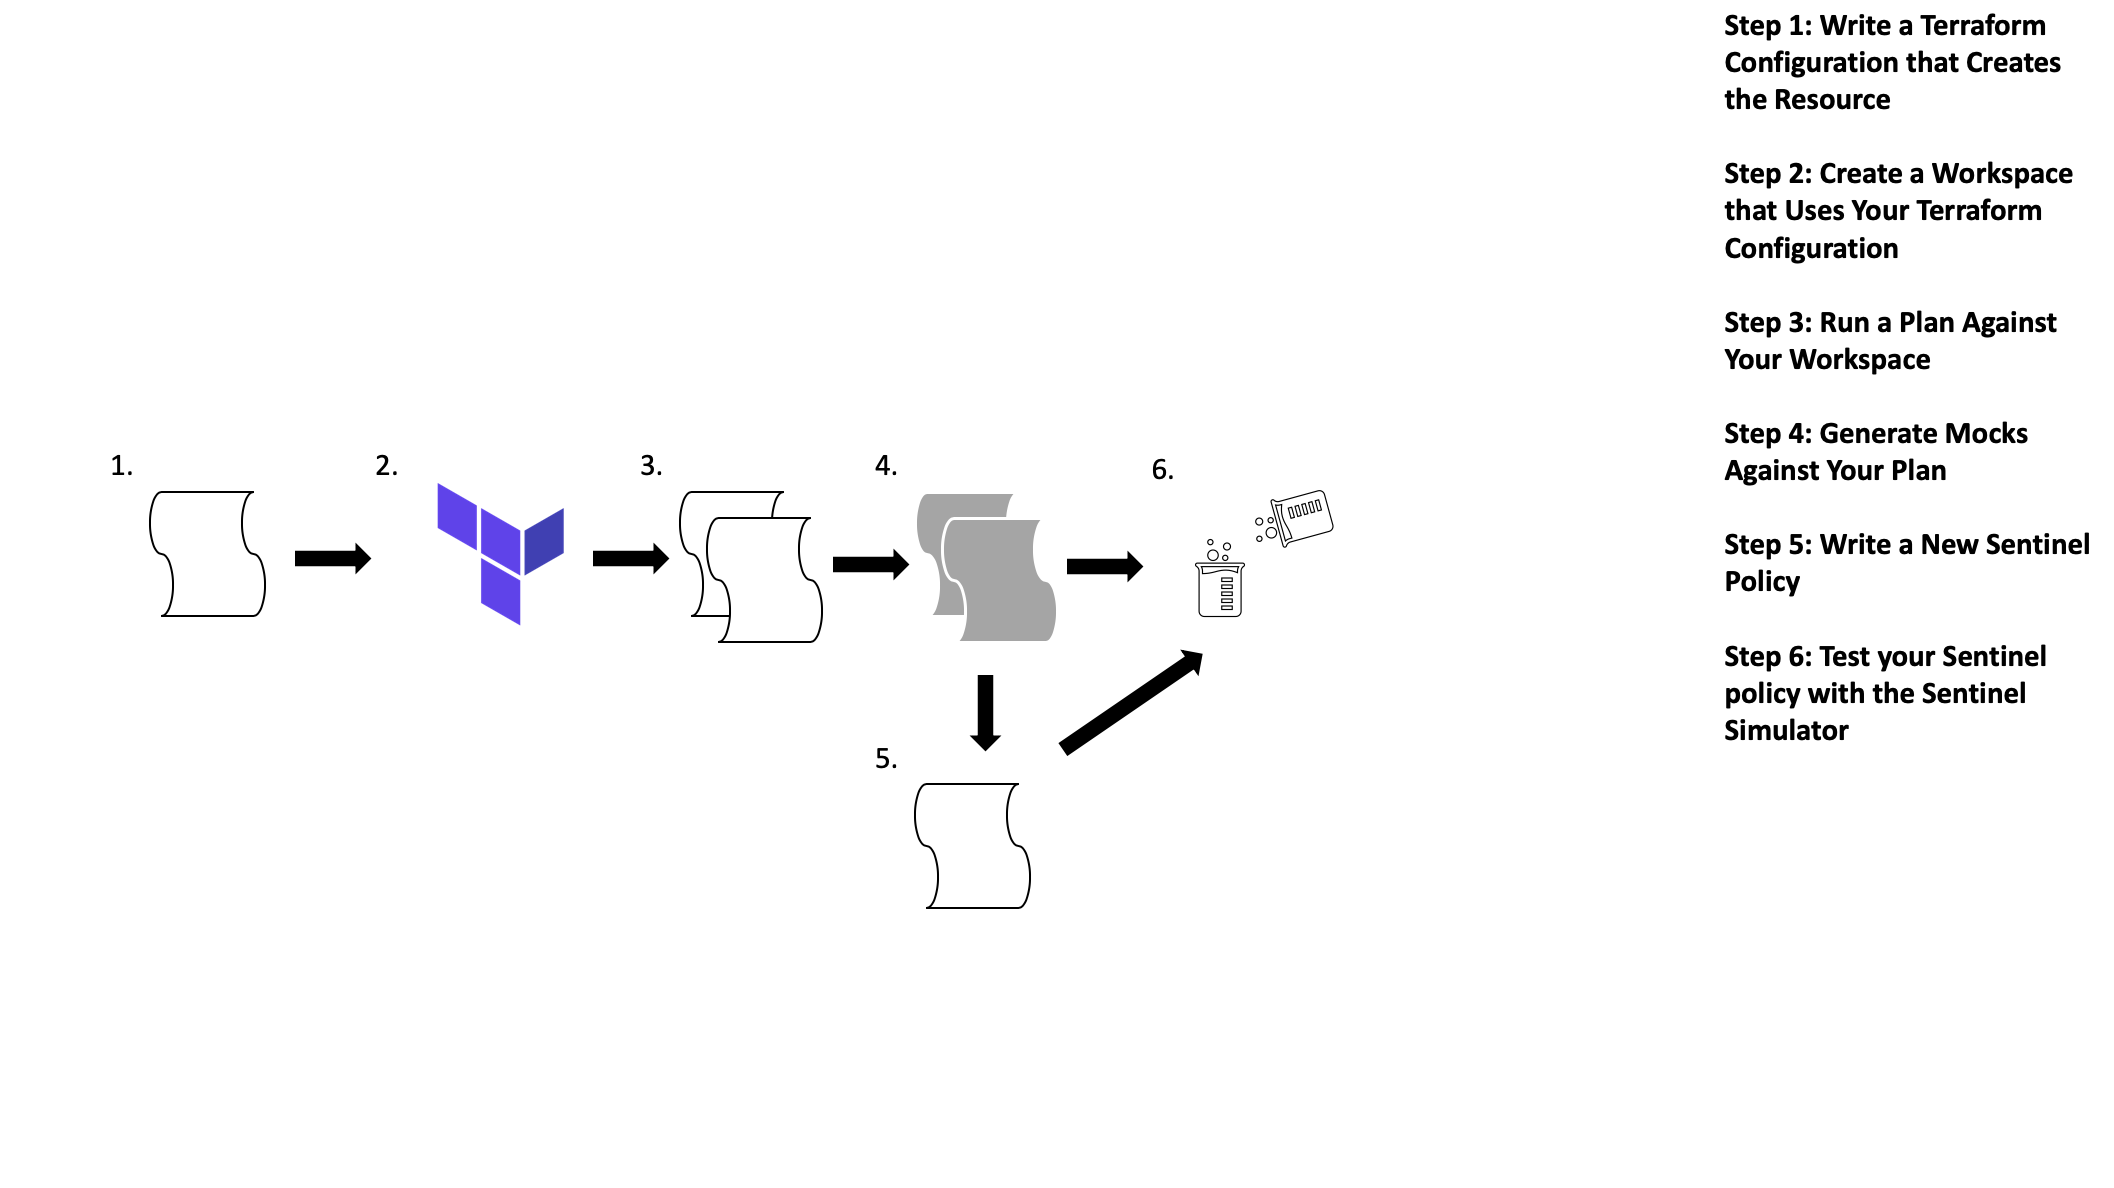 1.
2.
3.
4.
6.
5.
Step 1: Write a Terraform
Configuration that Creates
the Resource
Step 2: Create a Workspace
that Uses Your Terraform
Configuration
Step 3: Run a Plan Against
Your Workspace
Step 4: Generate Mocks
Against Your Plan
Step 5: Write a New Sentinel
Policy
Step 6: Test your Sentinel
policy with the Sentinel
Simulator